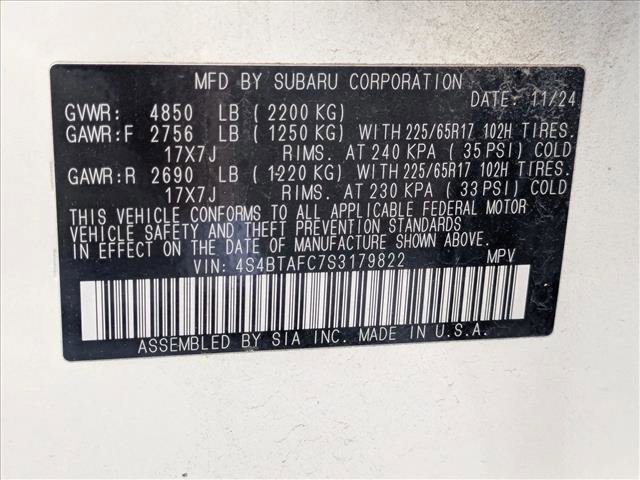 MFD BY SUBARU CORPORATION
DATE: 11/24
GVWR: 4850 LB (2200 KG)
GAWR:F 2756 LB (1250 KG) WITH 225/65R17 102H TIRES.
17X7J RIMS. AT 240 KPA (35 PSI) COLD
GAWR:R 2690 LB (1220 KG) WITH 225/65R17 102H TIRES.
17X7J RIMS. AT 230 KPA (33 PSI) COLD
THIS VEHICLE CONFORMS TO ALL APPLICABLE FEDERAL MOTOR
VEHICLE SAFETY AND THEFT PREVENTION STANDARDS
IN EFFECT ON THE DATE OF MANUFACTURE SHOWN ABOVE.
VIN: 4S4BTAFC7S3179822 MPV
ASSEMBLED BY SIA INC. MADE IN U.S.A.